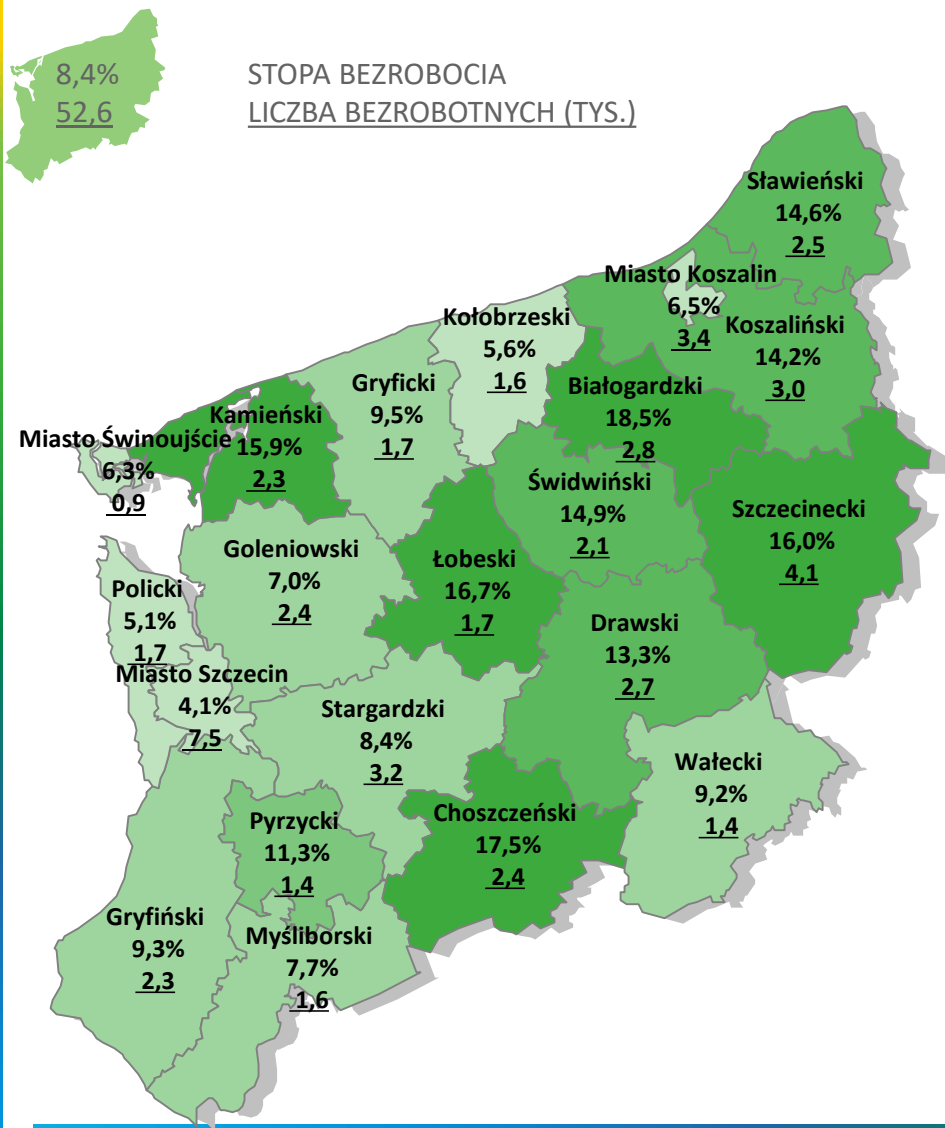 8,4%
52,6
STOPA BEZROBOCIA
LICZBA BEZROBOTNYCH (TYS.)
Sławieński
14,6%
2,5
Miasto Koszalin
6,5%
3,4
Koszaliński
14,2%
3,0
Kołobrzeski
5,6%
1,6
Białogardzki
18,5%
2,8
Gryficki
9,5%
1,7
Kamieński
15,9%
2,3
Miasto Świnoujście
6,3%
0,9
Świdwiński
14,9%
2,1
Szczecinecki
16,0%
4,1
Goleniowski
7,0%
2,4
Łobeski
16,7%
1,7
Policki
5,1%
1,7
Drawski
13,3%
2,7
Miasto Szczecin
4,1%
7,5
Stargardzki
8,4%
3,2
Wałecki
9,2%
1,4
Choszczeński
17,5%
2,4
Pyrzycki
11,3%
1,4
Gryfiński
9,3%
2,3
Myśliborski
7,7%
1,6